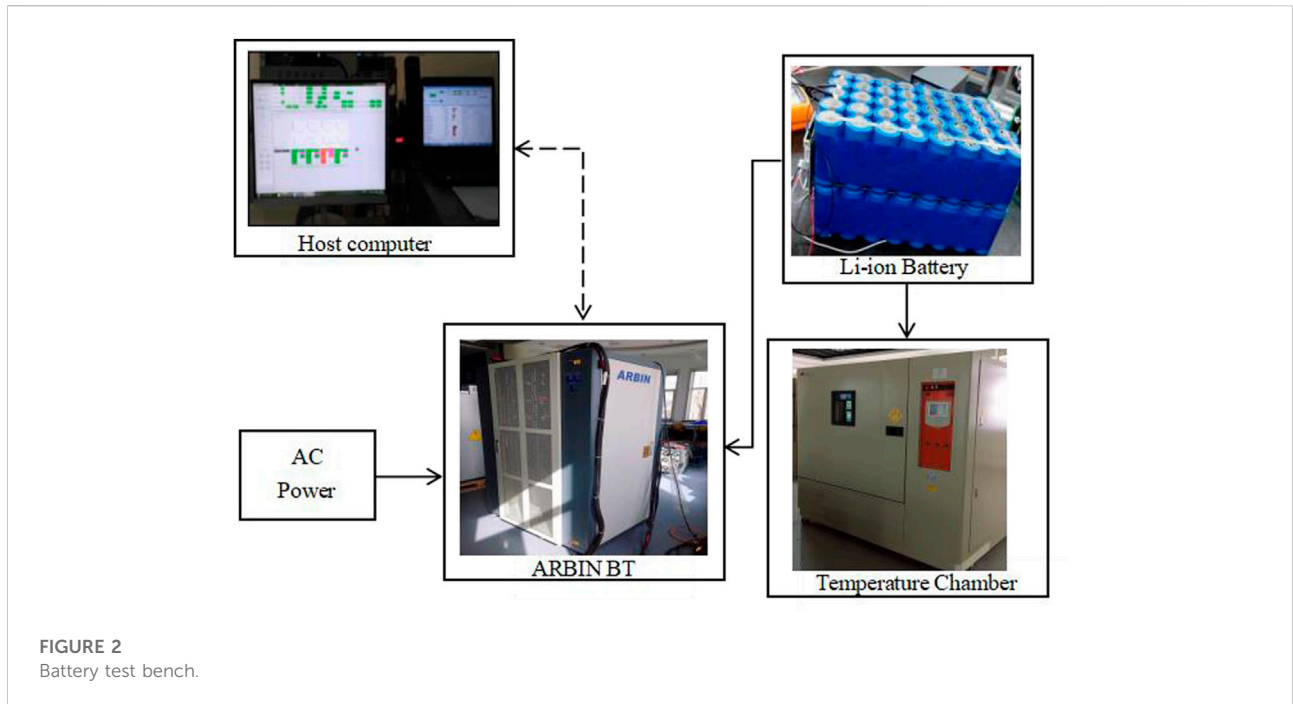 Host computer
Li-ion Battery
AC
Power
ARBIN
ARBIN BT
Temperature Chamber
FIGURE 2
Battery test bench.